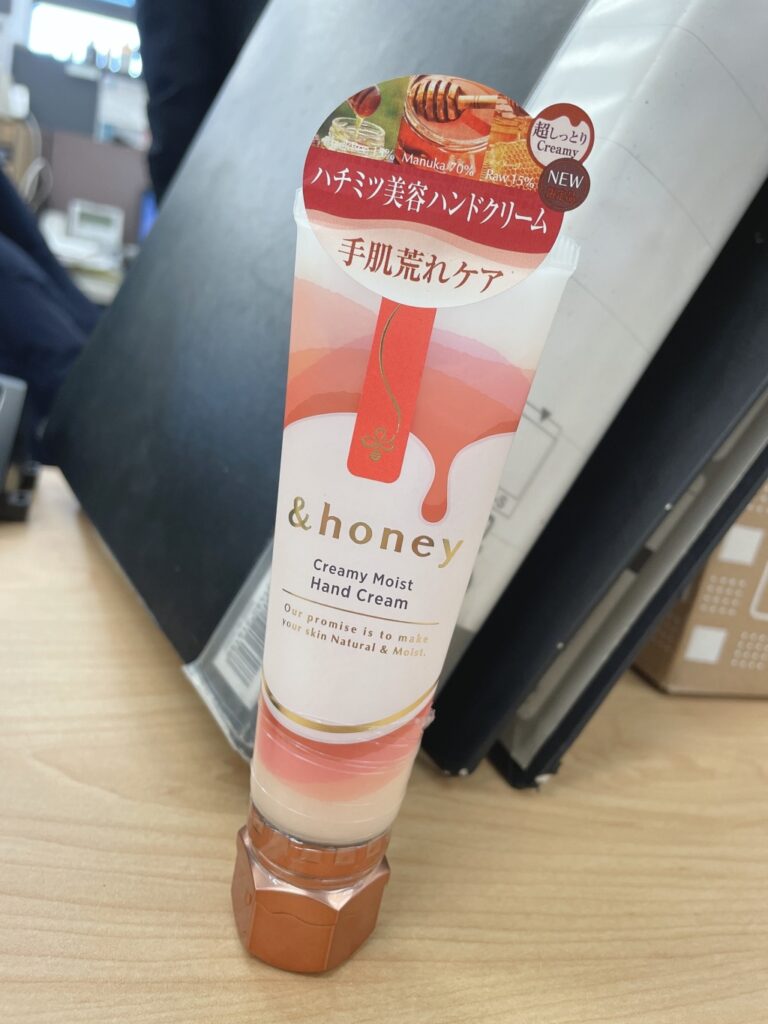 超しっとり
Creamy
NEW
Manuka 70%
Raw 15%
ハチミツ美容ハンドクリーム
手肌荒れケア
&honey
Creamy Moist
Hand Cream
Our promise is to make
your skin Natural & Moist.